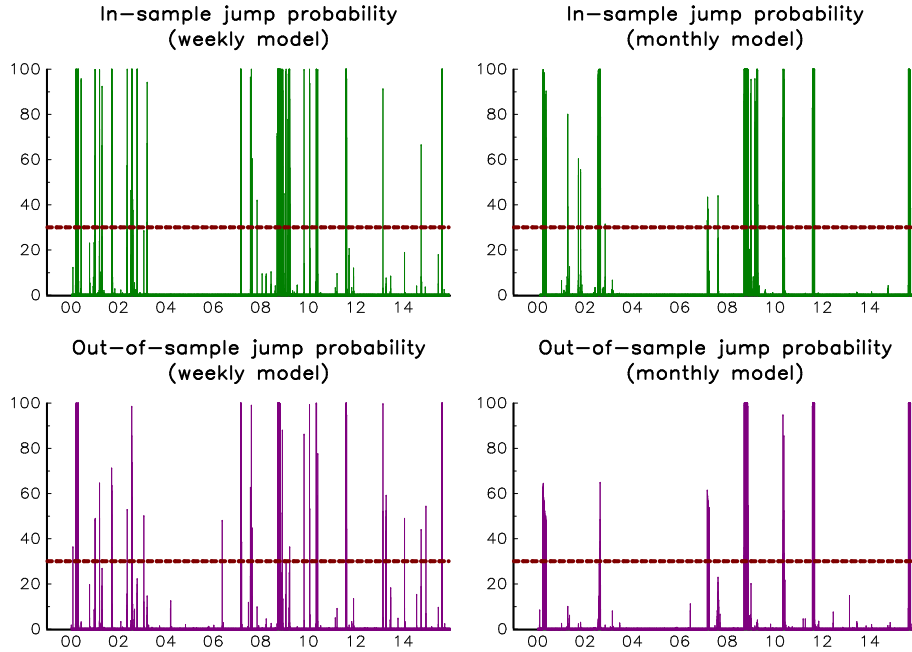 In-sample jump probability
(weekly model)
In-sample jump probability
(monthly model)
100
80
60
40
20
0
00 02 04 06 08 10 12 14
100
80
60
40
20
0
00 02 04 06 08 10 12 14
Out-of-sample jump probability
(weekly model)
Out-of-sample jump probability
(monthly model)
100
80
60
40
20
0
00 02 04 06 08 10 12 14
100
80
60
40
20
0
00 02 04 06 08 10 12 14